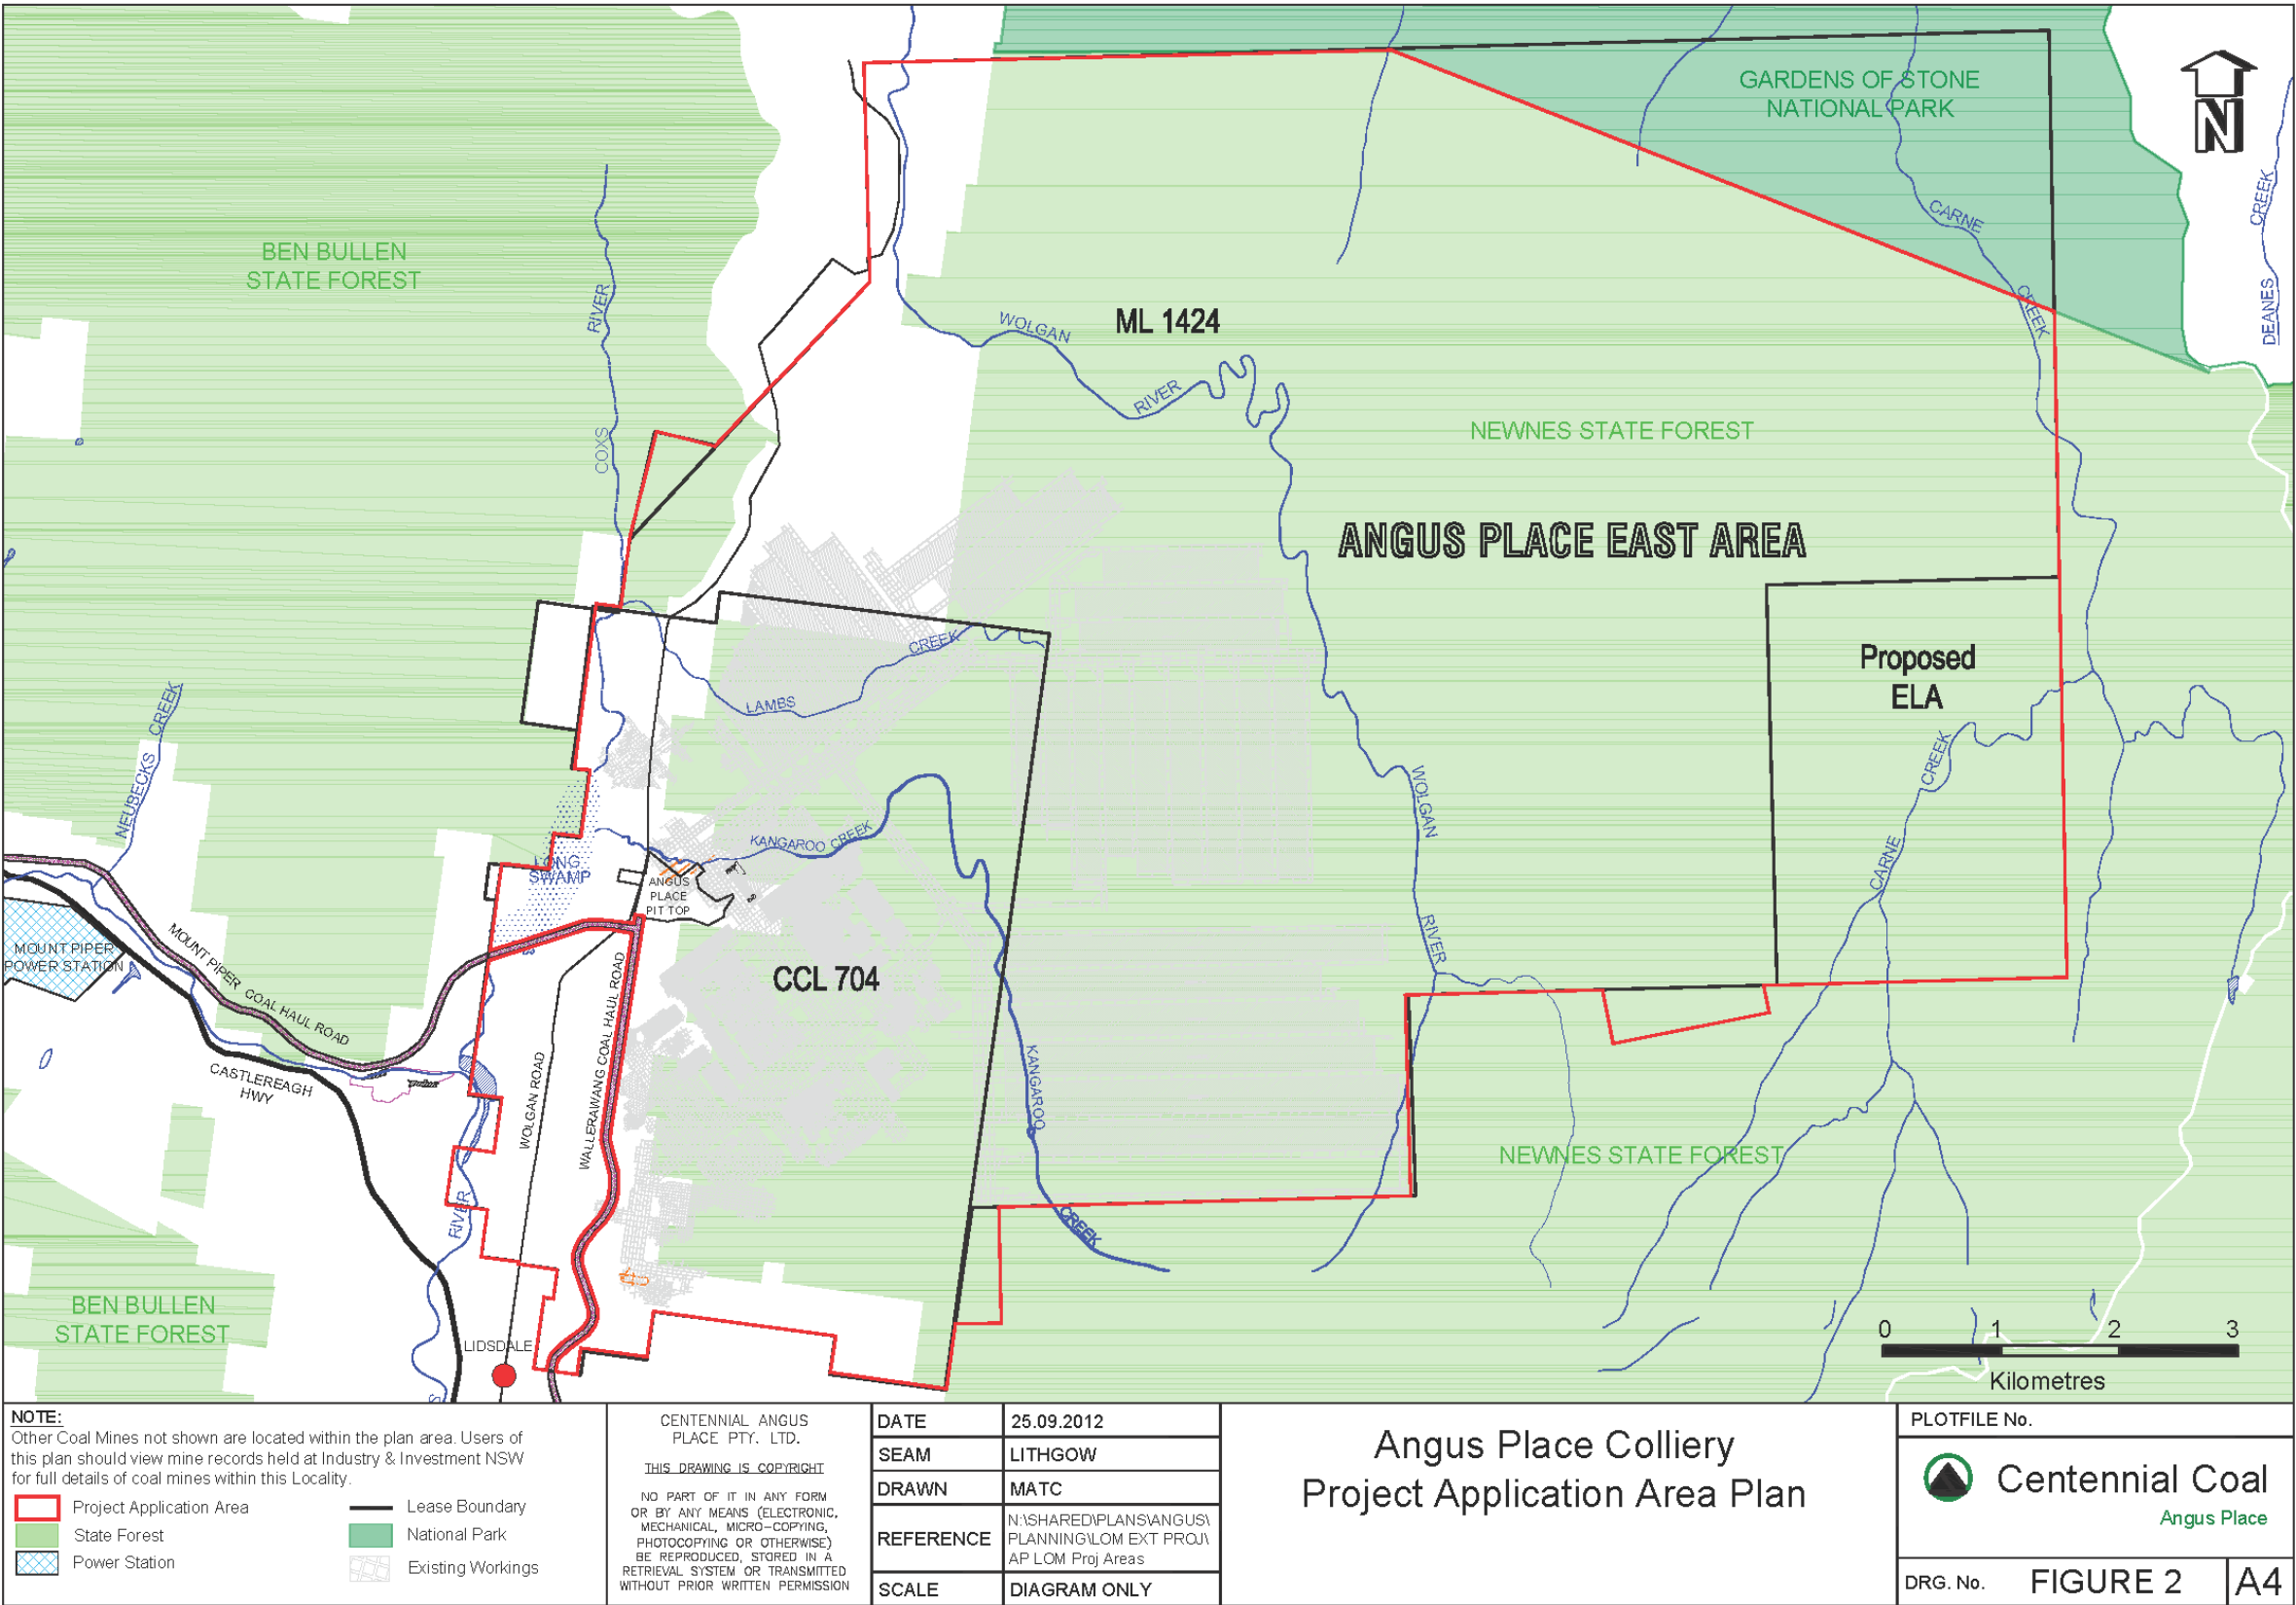 GARDENS OF STONE
NATIONAL PARK
N
BEN BULLEN
STATE FOREST
CARNE
CREEK
DEANES CREEK
COXS
RIVER
WOLGAN
RIVER
ML 1424
NEWNES STATE FOREST
ANGUS PLACE EAST AREA
Proposed
ELA
LAMBS
CREEK
NEUBECKS CREEK
KANGAROO CREEK
LONG
SWAMP
ANGUS
PLACE
PIT TOP
WOLGAN
RIVER
CARNE
CREEK
MOUNT PIPER
POWER STATION
MOUNT PIPER COAL HAUL ROAD
CCL 704
CASTLEREAGH
HWY
WOLGAN ROAD
WALLERAWANG COAL HAUL ROAD
KANGAROO
CREEK
NEWNES STATE FOREST
RIVER
BEN BULLEN
STATE FOREST
LIDSDALE
S
0 1 2 3
Kilometres
NOTE:
Other Coal Mines not shown are located within the plan area. Users of
this plan should view mine records held at Industry & Investment NSW
for full details of coal mines within this Locality.
Project Application Area
State Forest
Power Station
Lease Boundary
National Park
Existing Workings
CENTENNIAL ANGUS
PLACE PTY. LTD.
THIS DRAWING IS COPYRIGHT
NO PART OF IT IN ANY FORM
OR BY ANY MEANS (ELECTRONIC,
MECHANICAL, MICRO-COPYING,
PHOTOCOPYING OR OTHERWISE)
BE REPRODUCED, STORED IN A
RETRIEVAL SYSTEM OR TRANSMITTED
WITHOUT PRIOR WRITTEN PERMISSION
DATE 25.09.2012
SEAM LITHGOW
DRAWN MATC
REFERENCE N:\SHARED\PLANS\ANGUS\
PLANNING\LOM EXT PROJ\
AP LOM Proj Areas
SCALE DIAGRAM ONLY
Angus Place Colliery
Project Application Area Plan
PLOTFILE No.
Centennial Coal
Angus Place
DRG. No. FIGURE 2 A4